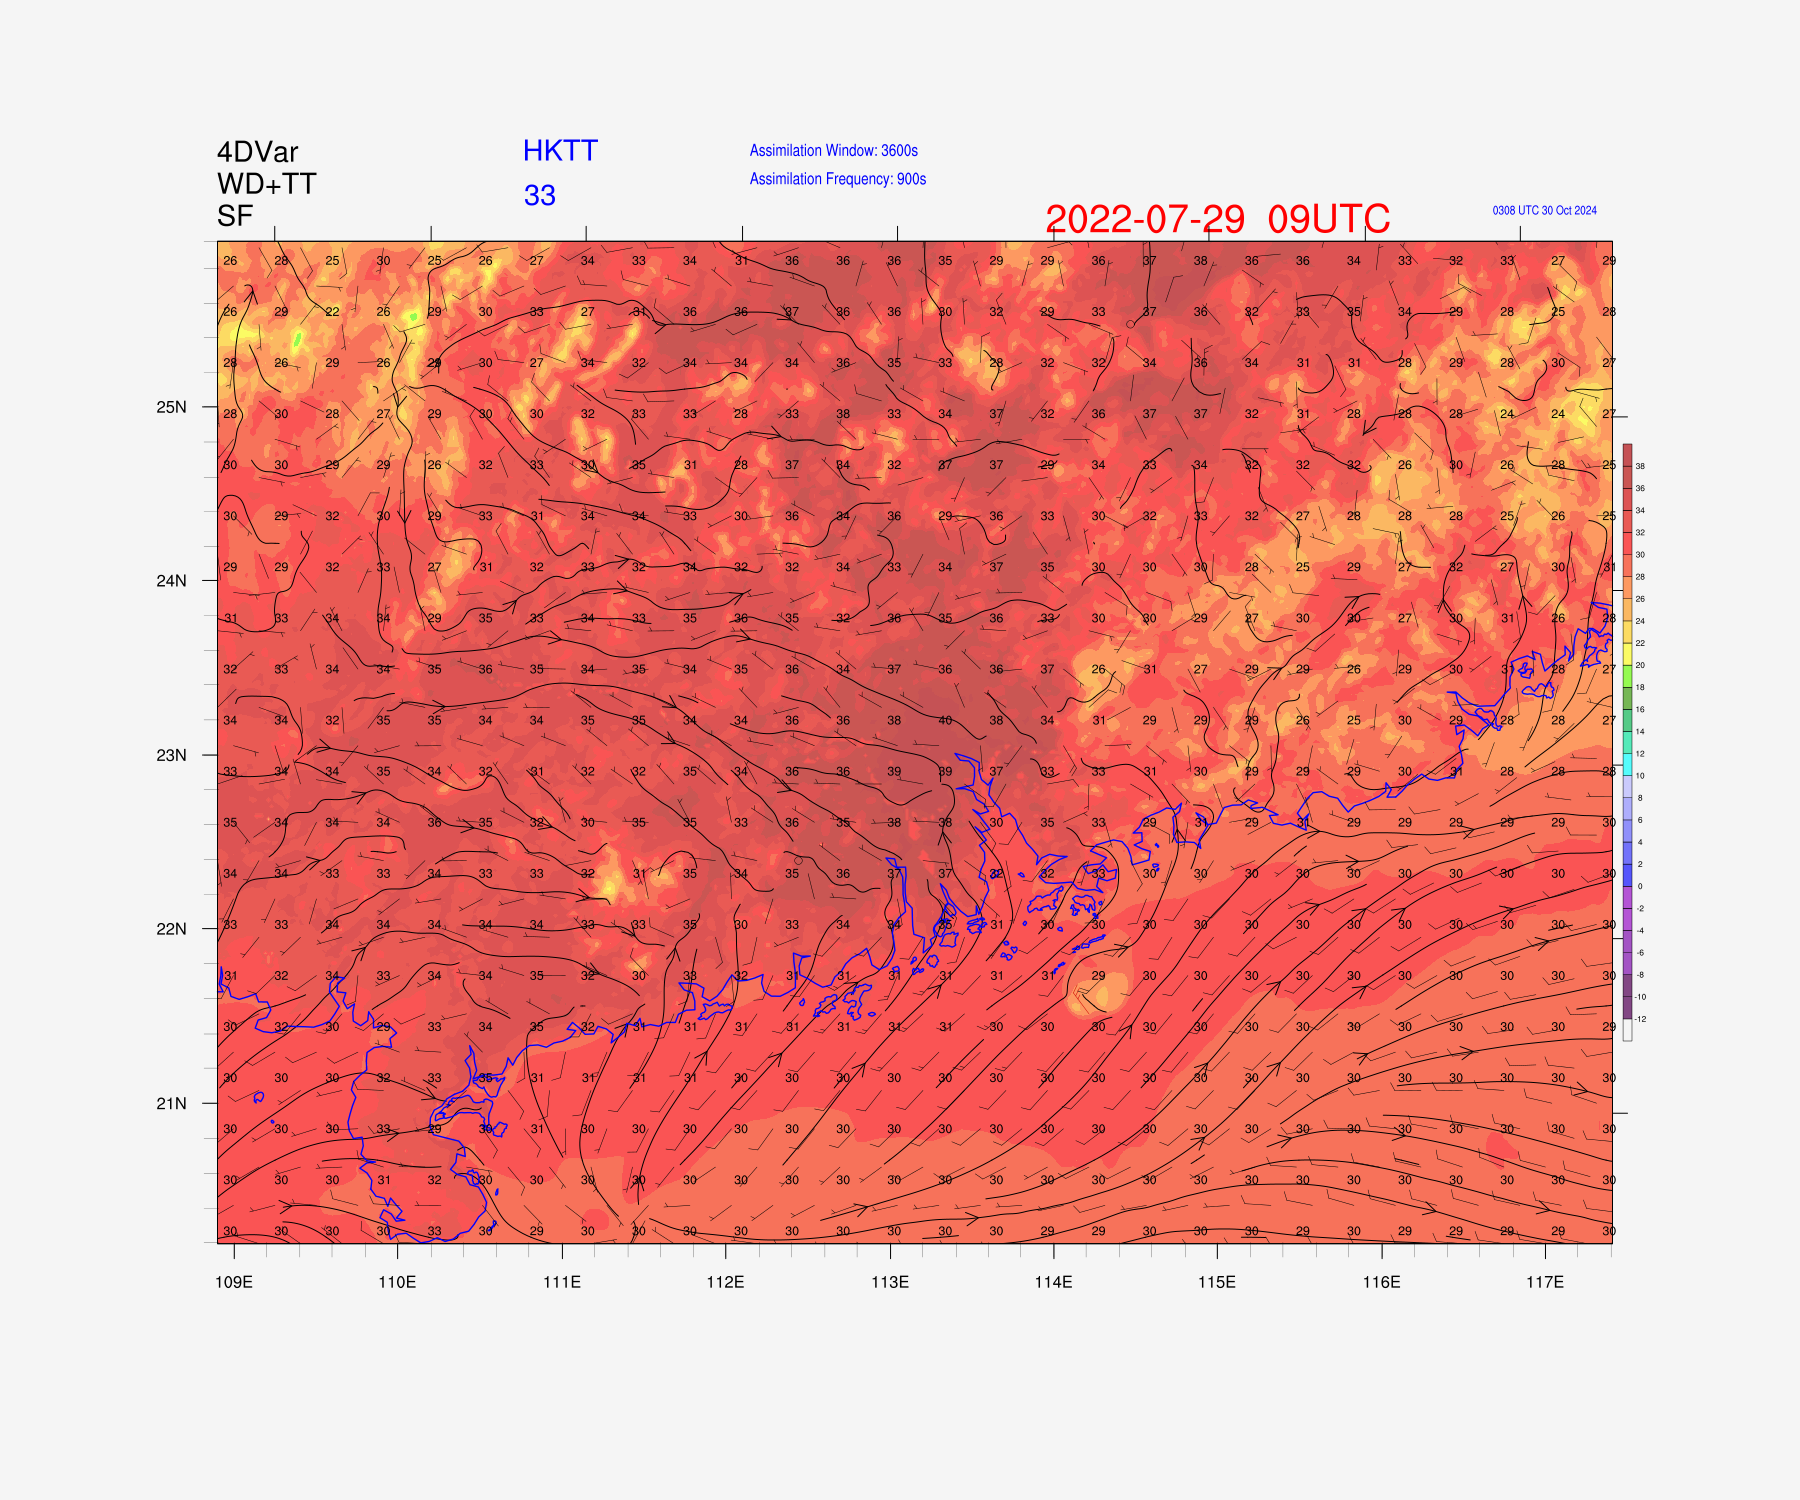 4DVar
HKTT
Assimilation Window: 3600s
WD+TT
33
Assimilation Frequency: 900s
SF
2022-07-29 09UTC
0308 UTC 30 Oct 2024
26 28 25 30 25 26 27 34 33 34 31 36 36 36 35 29 29 36 37 38 36 36 34 33 32 33 27 29
26 29 22 26 29 30 33 27 31 36 36 37 36 36 30 32 29 33 37 36 32 33 35 34 29 28 25 28
28 26 29 26 29 30 27 34 32 34 34 34 36 35 33 28 32 32 34 36 34 31 31 28 29 28 30 27
25N
28 30 28 27 29 30 30 32 33 33 28 33 38 33 34 37 32 36 37 37 32 31 28 28 28 24 24 27
30 30 29 29 26 32 33 30 35 31 28 37 34 32 37 37 29 34 33 34 32 32 32 26 30 26 28 25
30 29 32 30 29 33 31 34 34 33 30 36 34 36 29 36 33 30 32 33 32 27 28 28 28 25 26 25
29 29 32 33 27 31 32 33 32 34 32 32 34 33 34 37 35 30 30 30 28 25 29 27 32 27 30 31
24N
31 33 34 34 29 35 33 34 33 35 36 35 32 36 35 36 33 30 30 29 27 30 30 27 30 31 26 28
32 33 34 34 35 36 35 34 35 34 35 36 34 37 36 36 37 26 31 27 29 29 26 29 30 31 28 27
34 34 32 35 35 34 34 35 35 34 34 36 36 38 40 38 34 31 29 29 29 26 25 30 29 28 28 27
23N
33 34 34 35 34 32 31 32 32 35 34 36 36 39 39 37 33 33 31 30 29 29 29 30 31 28 28 28
35 34 34 34 36 35 32 30 35 35 33 36 35 38 38 30 35 33 29 31 29 31 29 29 29 29 29 30
34 34 33 33 34 33 33 32 31 35 34 35 36 37 37 32 32 33 30 30 30 30 30 30 30 30 30 30
22N
33 33 34 34 34 34 34 33 33 35 30 33 34 34 35 31 30 30 30 30 30 30 30 30 30 30 30 30
31 32 34 33 34 34 35 32 30 33 32 31 31 31 31 31 31 29 30 30 30 30 30 30 30 30 30 30
30 32 30 29 33 34 35 32 31 31 31 31 31 31 31 30 30 30 30 30 30 30 30 30 30 30 30 29
30 30 30 32 33 35 31 31 31 31 30 30 30 30 30 30 30 30 30 30 30 30 30 30 30 30 30 30
21N
30 30 30 33 29 30 31 30 30 30 30 30 30 30 30 30 30 30 30 30 30 30 30 30 30 30 30 30
30 30 30 31 32 30 30 30 30 30 30 30 30 30 30 30 30 30 30 30 30 30 30 30 30 30 30 30
30 30 30 30 33 30 29 30 30 30 30 30 30 30 30 30 29 29 30 30 30 30 30 29 29 29 29 30
109E 110E 111E 112E 113E 114E 115E 116E 117E
38
36
34
32
30
28
26
24
22
20
18
16
14
12
10
8
6
4
2
0
-2
-4
-6
-8
-10
-12